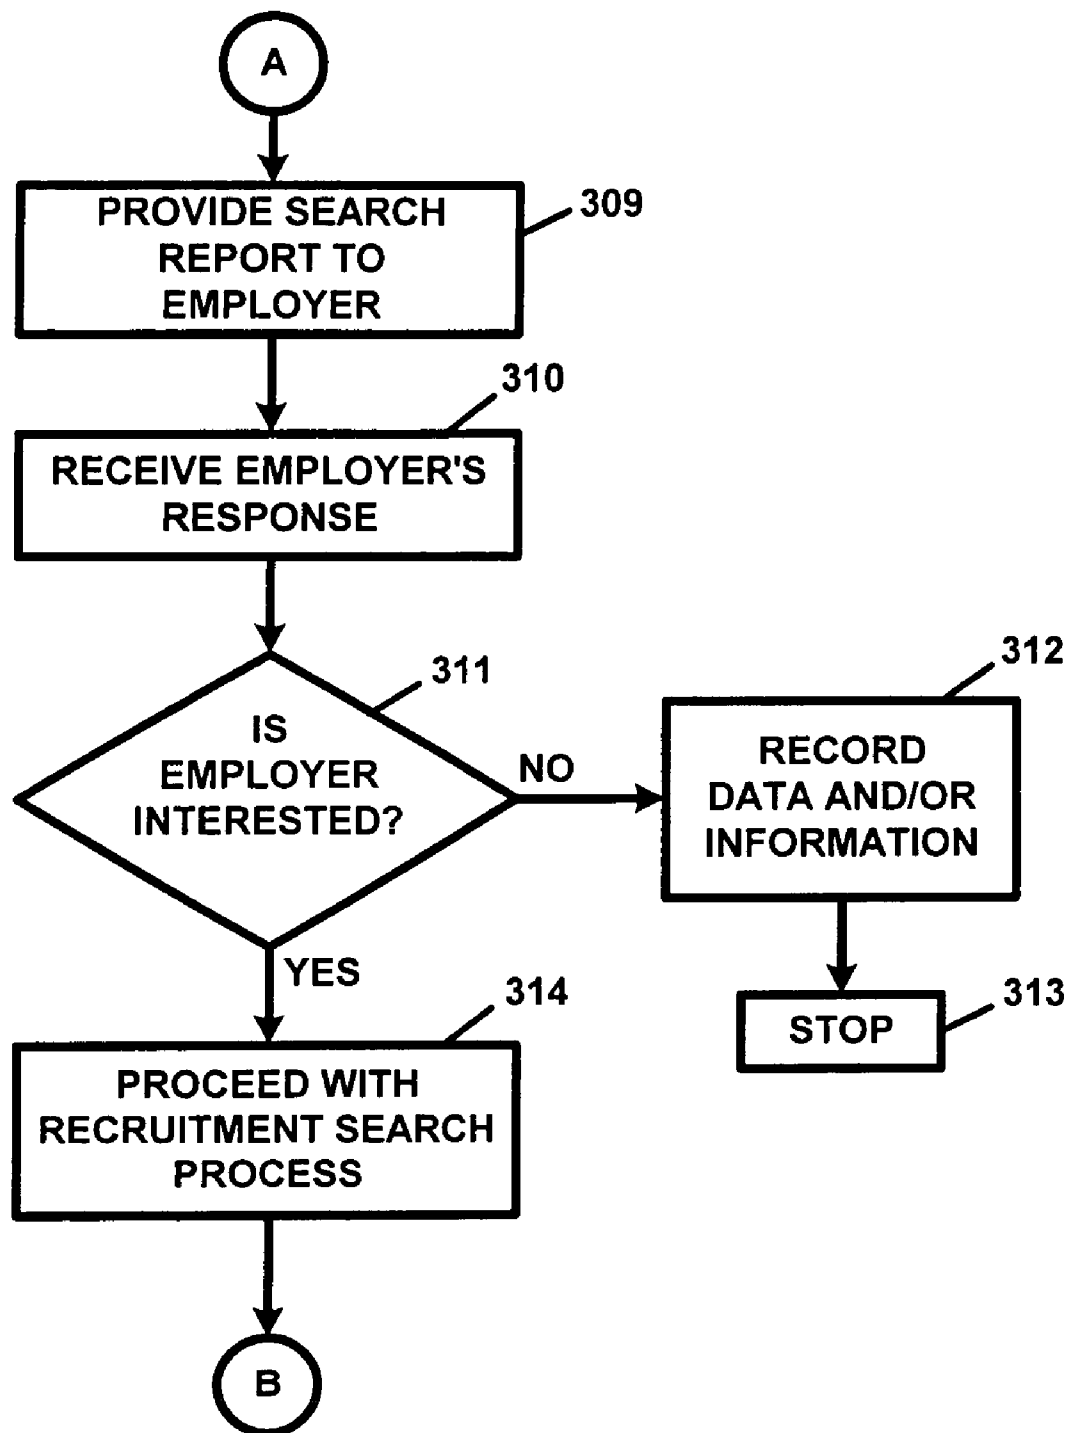 A
PROVIDE SEARCH
REPORT TO
EMPLOYER
309
310
RECEIVE EMPLOYER'S
RESPONSE
311
IS
EMPLOYER
INTERESTED?
NO
312
RECORD
DATA AND/OR
INFORMATION
YES
313
STOP
314
PROCEED WITH
RECRUITMENT SEARCH
PROCESS
B